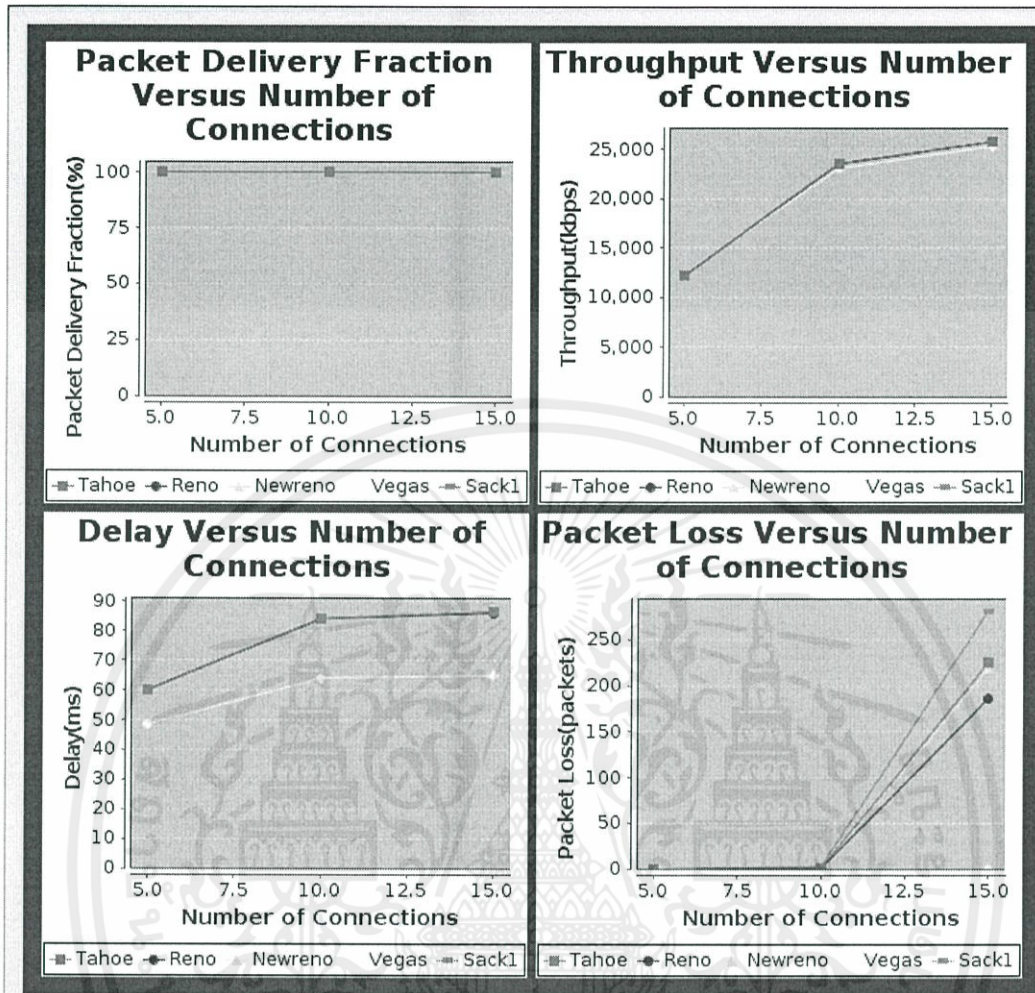 Packet Delivery Fraction
Versus Number of
Connections
Packet Delivery Fraction(%)
100
75
50
25
0
5.0 7.5 10.0 12.5 15.0
Number of Connections
Tahoe Reno Newreno Vegas Sack1
Throughput Versus Number
of Connections
Throughput(kbps)
25,000
20,000
15,000
10,000
5,000
0
5.0 7.5 10.0 12.5 15.0
Number of Connections
Tahoe Reno Newreno Vegas Sack1
Delay Versus Number of
Connections
Delay(ms)
90
80
70
60
50
40
30
20
10
0
5.0 7.5 10.0 12.5 15.0
Number of Connections
Tahoe Reno Newreno Vegas Sack1
Packet Loss Versus Number
of Connections
Packet Loss(packets)
250
200
150
100
50
0
5.0 7.5 10.0 12.5 15.0
Number of Connections
Tahoe Reno Newreno Vegas Sack1